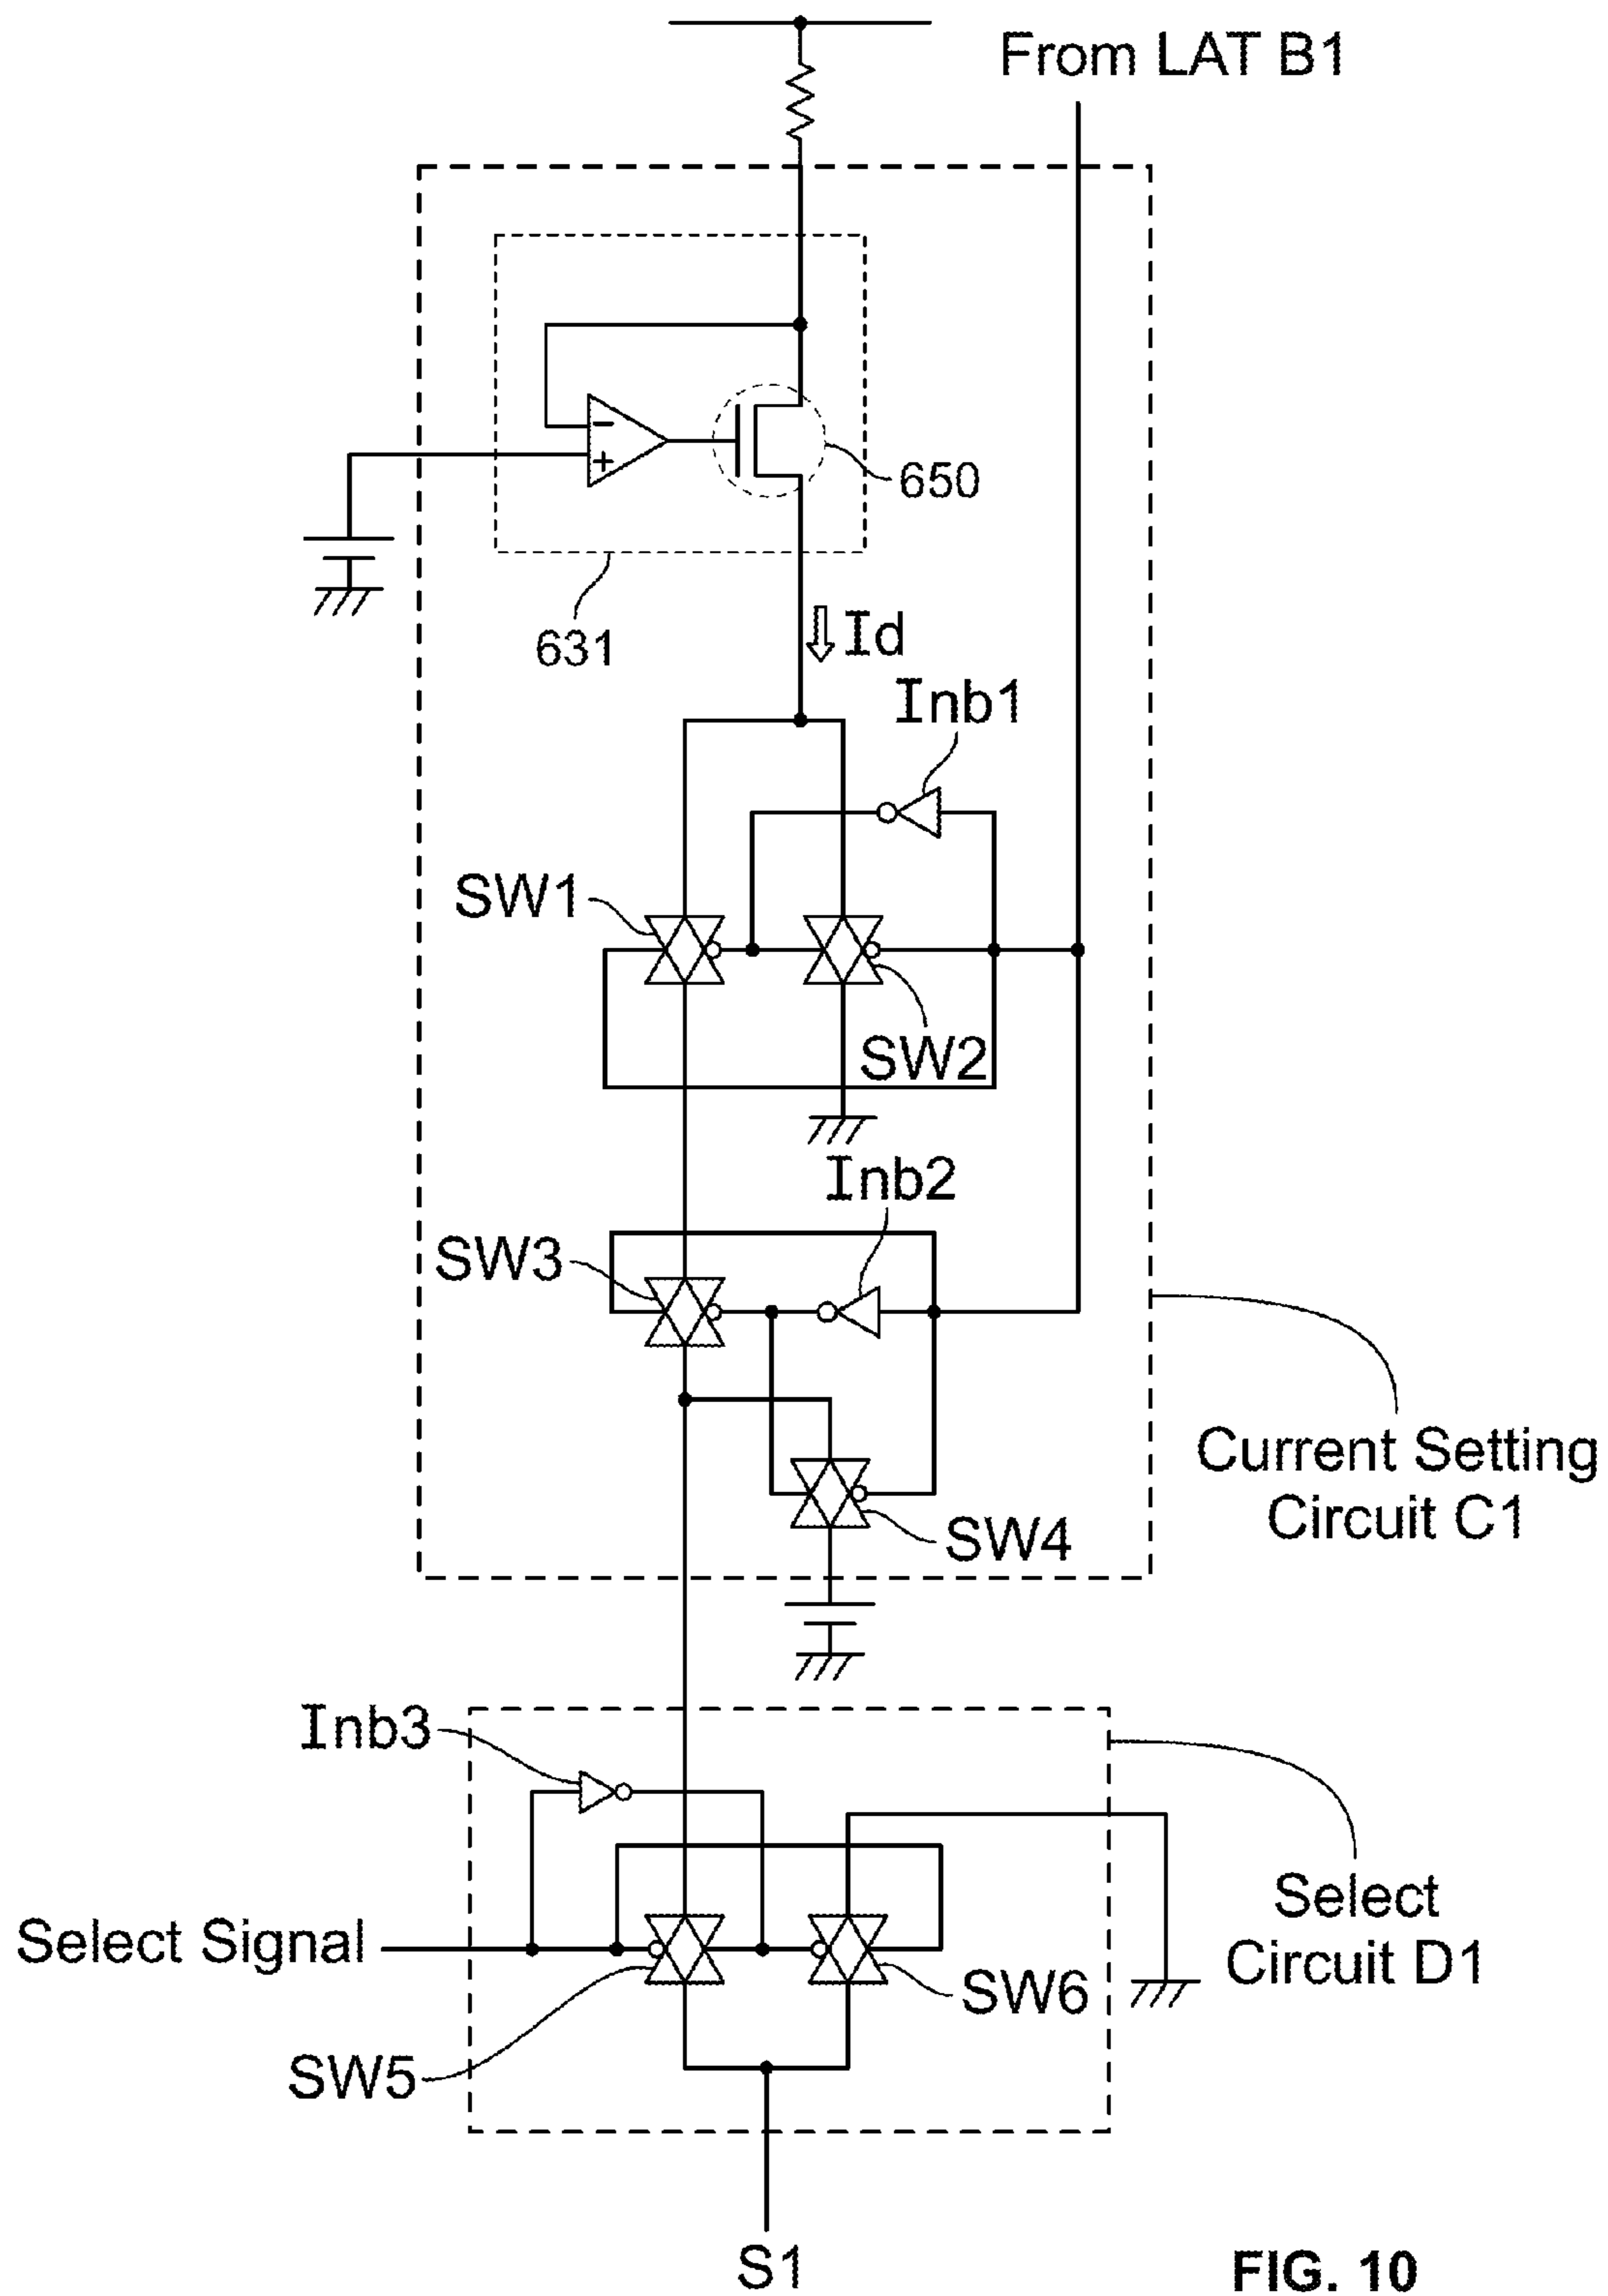 From LAT B1
650
631
Id
Inb1
SW1
SW2
Inb2
SW3
Current Setting
Circuit C1
SW4
Inb3
Select
Circuit D1
Select Signal
SW6
SW5
S1
FIG. 10